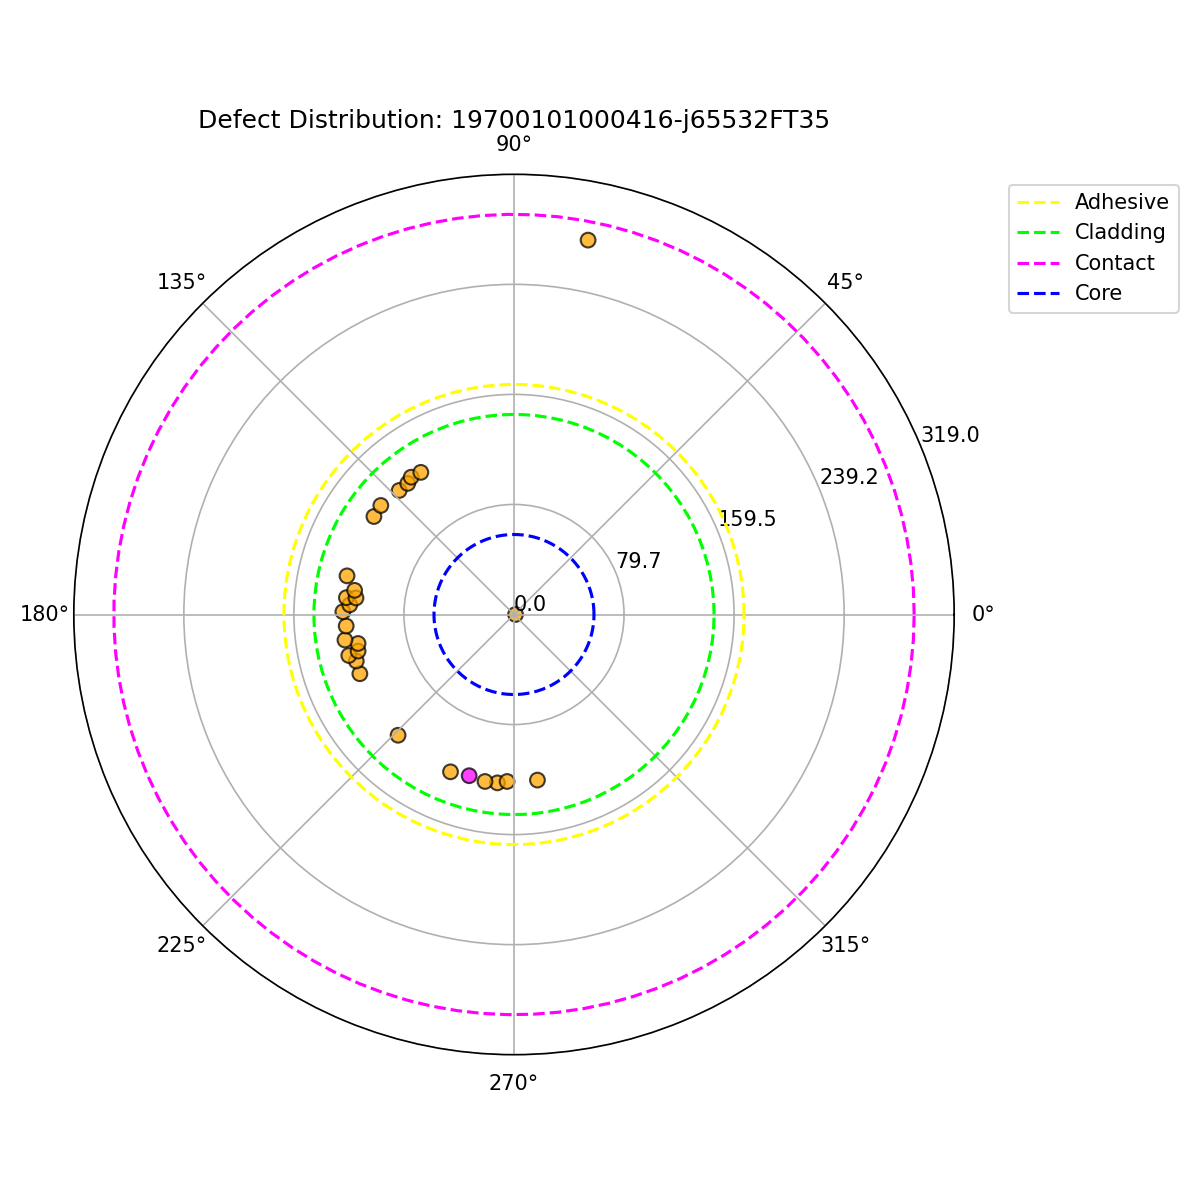 Defect Distribution: 19700101000416-j65532FT35
90°
Adhesive
Cladding
Contact
Core
135°
45°
319.0
239.2
159.5
79.7
0.0
180°
0°
225°
315°
270°